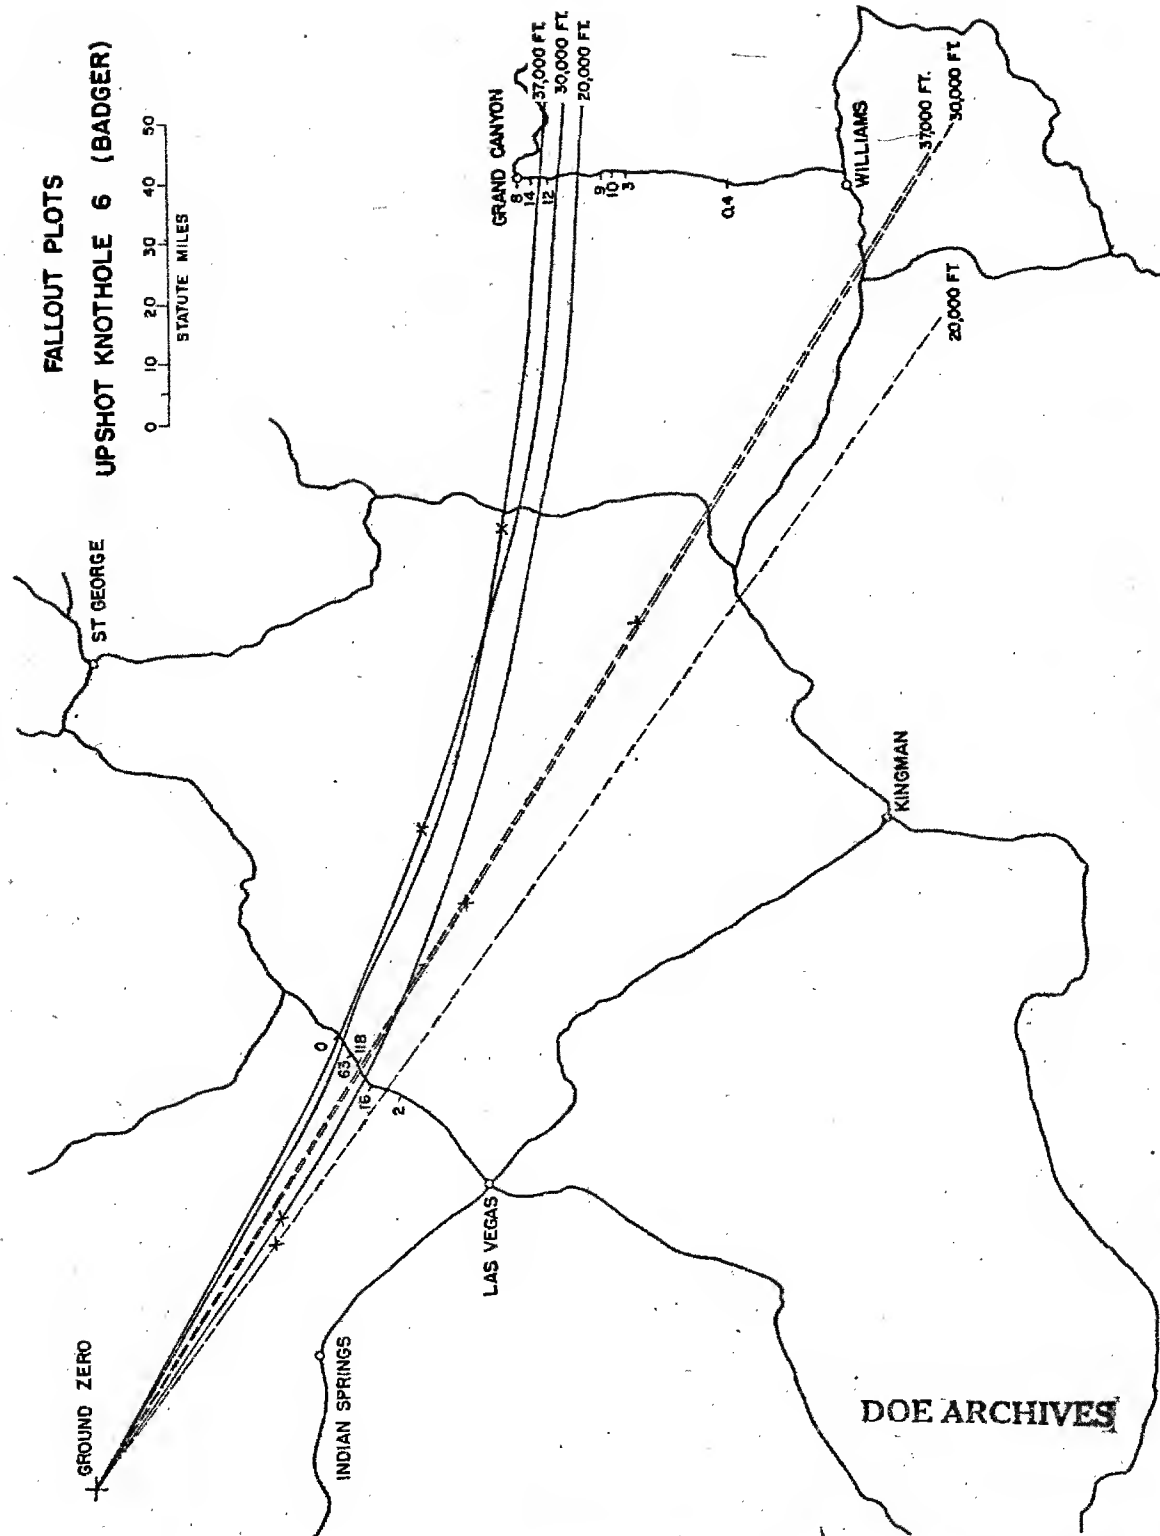 FALLOUT PLOTS
UPSHOT KNOTHOLE 6 (BADGER)
0 10 20 30 40 50
STATUTE MILES
GROUND ZERO
ST GEORGE
GRAND CANYON
37,000 FT.
30,000 FT.
20,000 FT.
8
14
12
9
10
3
0.4
WILLIAMS
37,000 FT.
30,000 FT.
20,000 FT
0
63
118
16
2
INDIAN SPRINGS
LAS VEGAS
KINGMAN
DOE ARCHIVES